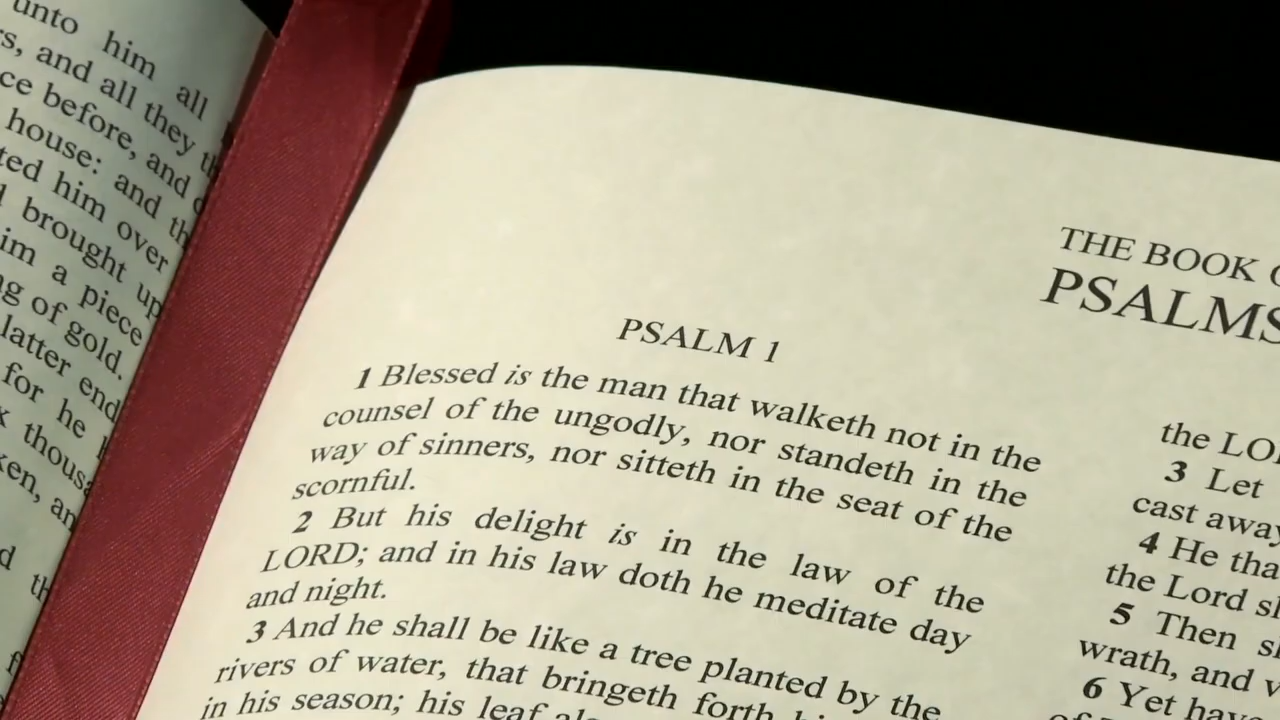 unto him all
and all they
ce before, and
house: and
ted him over
brought up
im a piece
of gold.
latter end
for he
THE BOOK
PSALMS
PSALM 1
1 Blessed is the man that walketh not in the
counsel of the ungodly, nor standeth in the
way of sinners, nor sitteth in the seat of the
scornful.
2 But his delight is in the law of the
LORD; and in his law doth he meditate day
and night.
3 And he shall be like a tree planted by the
rivers of water, that bringeth forth
in his season; his leaf
the
3 Let
cast away
4 He
the Lord
5 Then
wrath, and
6 Yet